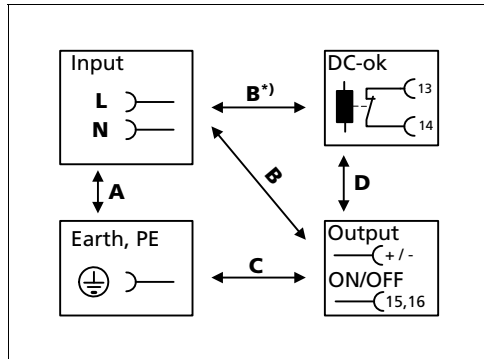 Input
L
N
B*)
DC-ok
13
14
A
B
D
Earth, PE
C
Output
+ / -
ON/OFF
15,16